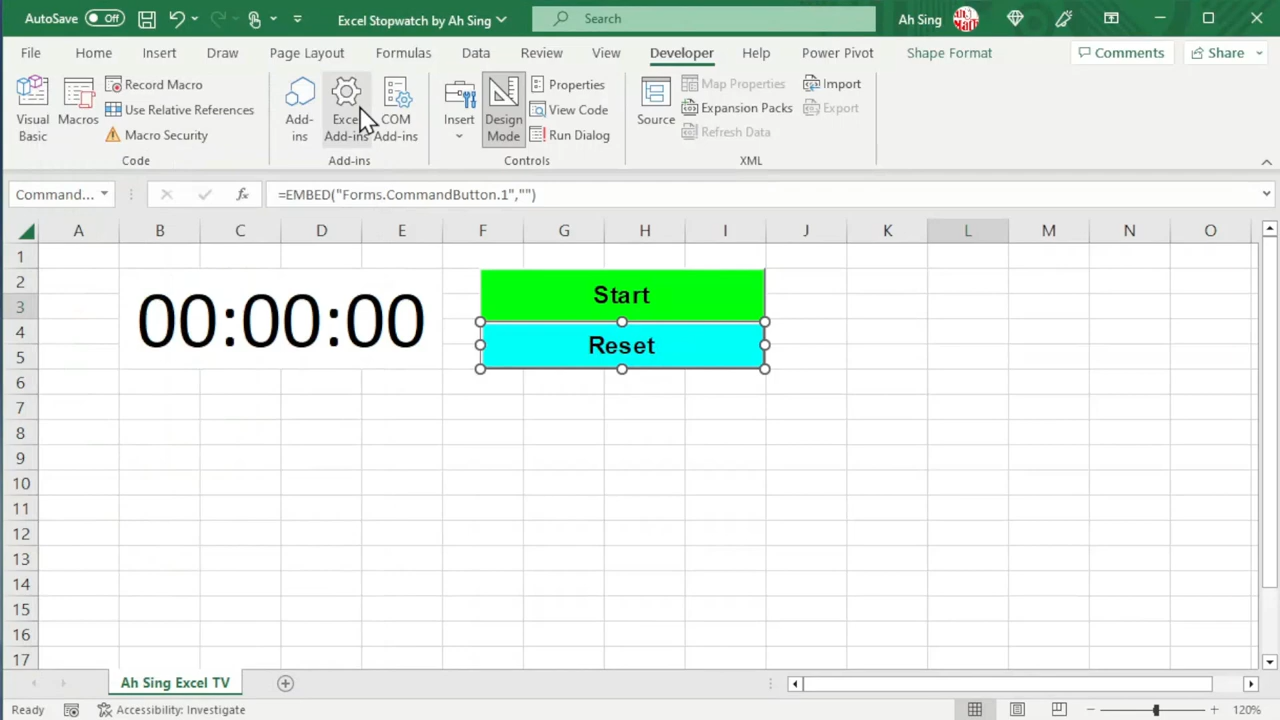 AutoSave Off Excel Stopwatch by Ah Sing Search Ah Sing
File Home Insert Draw Page Layout Formulas Data Review View Developer Help Power Pivot Shape Format Comments Share
Visual Basic
Macros
Record Macro
Use Relative References
Macro Security
Code
Add-ins
Excel Add-ins
COM Add-ins
Add-ins
Insert
Design Mode
Properties
View Code
Run Dialog
Controls
Source
Map Properties
Expansion Packs
Refresh Data
Import
Export
XML
Command... fx =EMBED("Forms.CommandButton.1","")
A B C D E F G H I J K L M N O
1
2
3
4
5
6
7
8
9
10
11
12
13
14
15
16
17
00:00:00
Start
Reset
Ah Sing Excel TV
Ready Accessibility: Investigate 120%